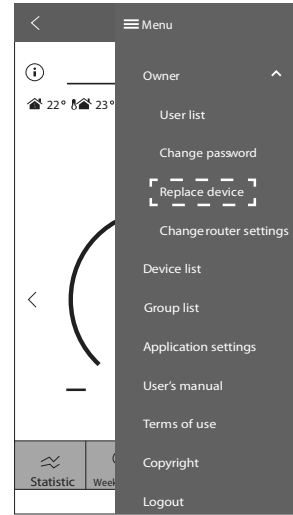 Menu
Owner
22° 23°
User list
Change password
Replace device
Change router settings
Device list
Group list
Application settings
User's manual
Terms of use
Copyright
Statistic Week
Logout